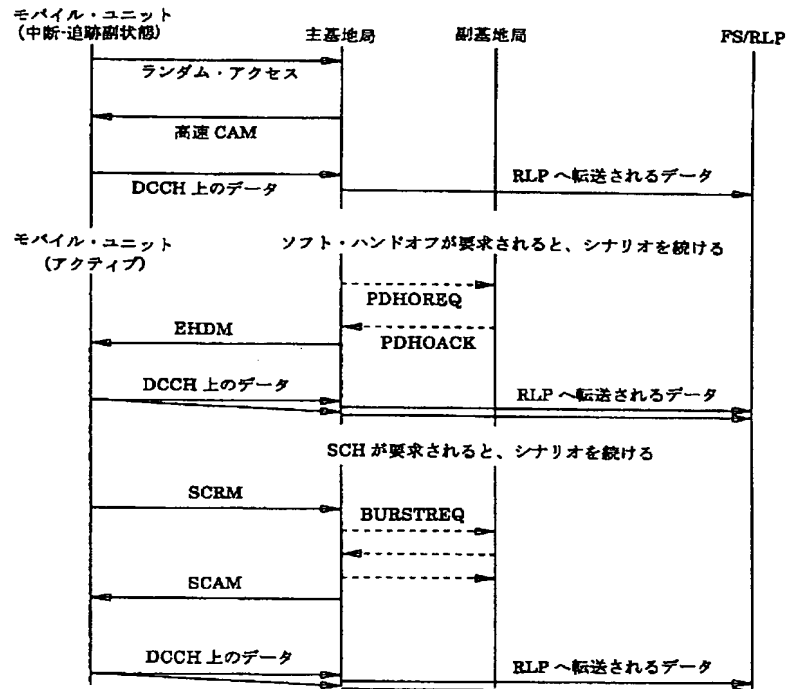 モバイル・ユニット
(中断-追跡副状態)
主基地局
副基地局
FS/RLP
ランダム・アクセス
高速 CAM
DCCH 上のデータ
RLP へ転送されるデータ
モバイル・ユニット
(アクティブ)
ソフト・ハンドオフが要求されると、シナリオを続ける
PDHOREQ
EHDM
PDHOACK
DCCH 上のデータ
RLP へ転送されるデータ
SCH が要求されると、シナリオを続ける
SCRM
BURSTREQ
SCAM
DCCH 上のデータ
RLP へ転送されるデータ